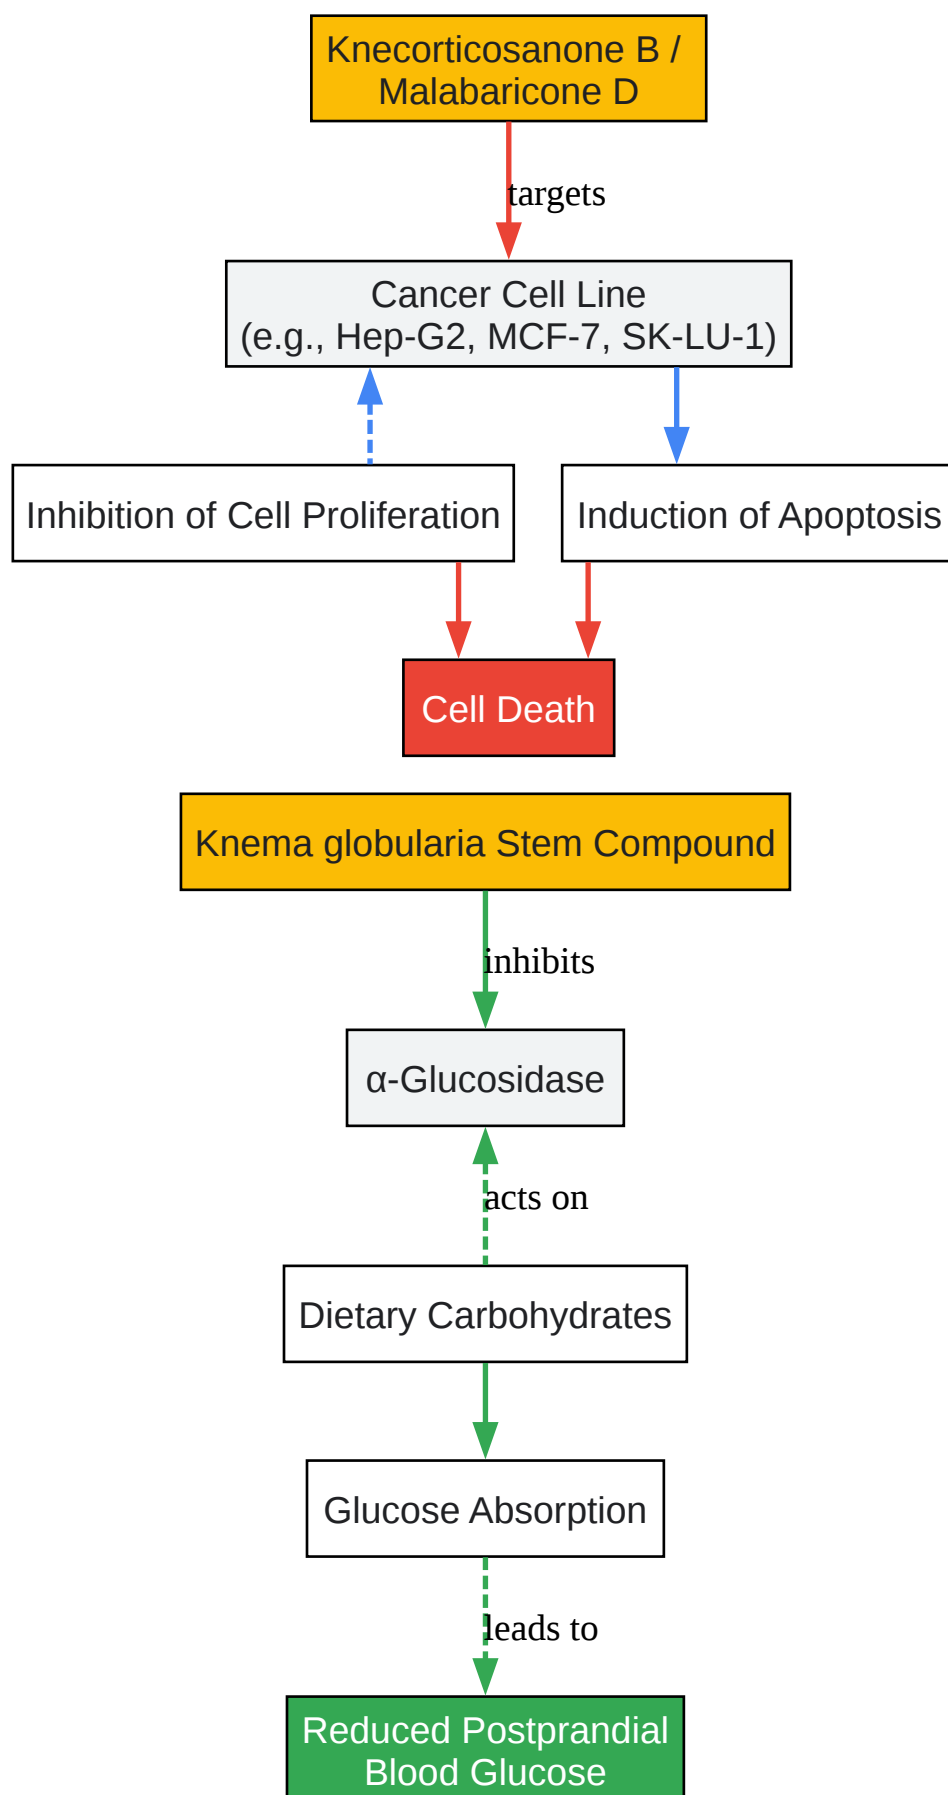 Knecorticosanone B /
Malabaricone D
targets
Cancer Cell Line
(e.g., Hep-G2, MCF-7, SK-LU-1)
Inhibition of Cell Proliferation
Induction of Apoptosis
Cell Death
Knema globularia Stem Compound
inhibits
α-Glucosidase
acts on
Dietary Carbohydrates
Glucose Absorption
leads to
Reduced Postprandial
Blood Glucose